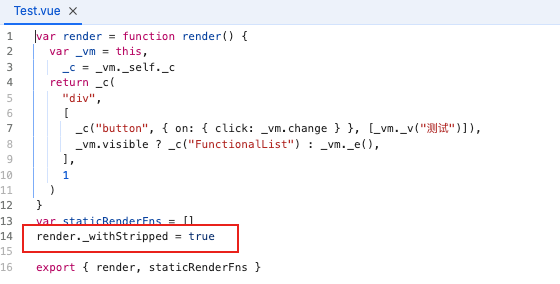 Test.vue ×
1 var render = function render() {
2 var _vm = this,
3 _c = _vm._self._c
4 return _c(
5 "div",
6 [
7 _c("button", { on: { click: _vm.change } }, [_vm._v("测试")]),
8 _vm.visible ? _c("FunctionalList") : _vm._e(),
9 ],
10 1
11 )
12 }
13 var staticRenderFns = []
14 render._withStripped = true
15
16 export { render, staticRenderFns }